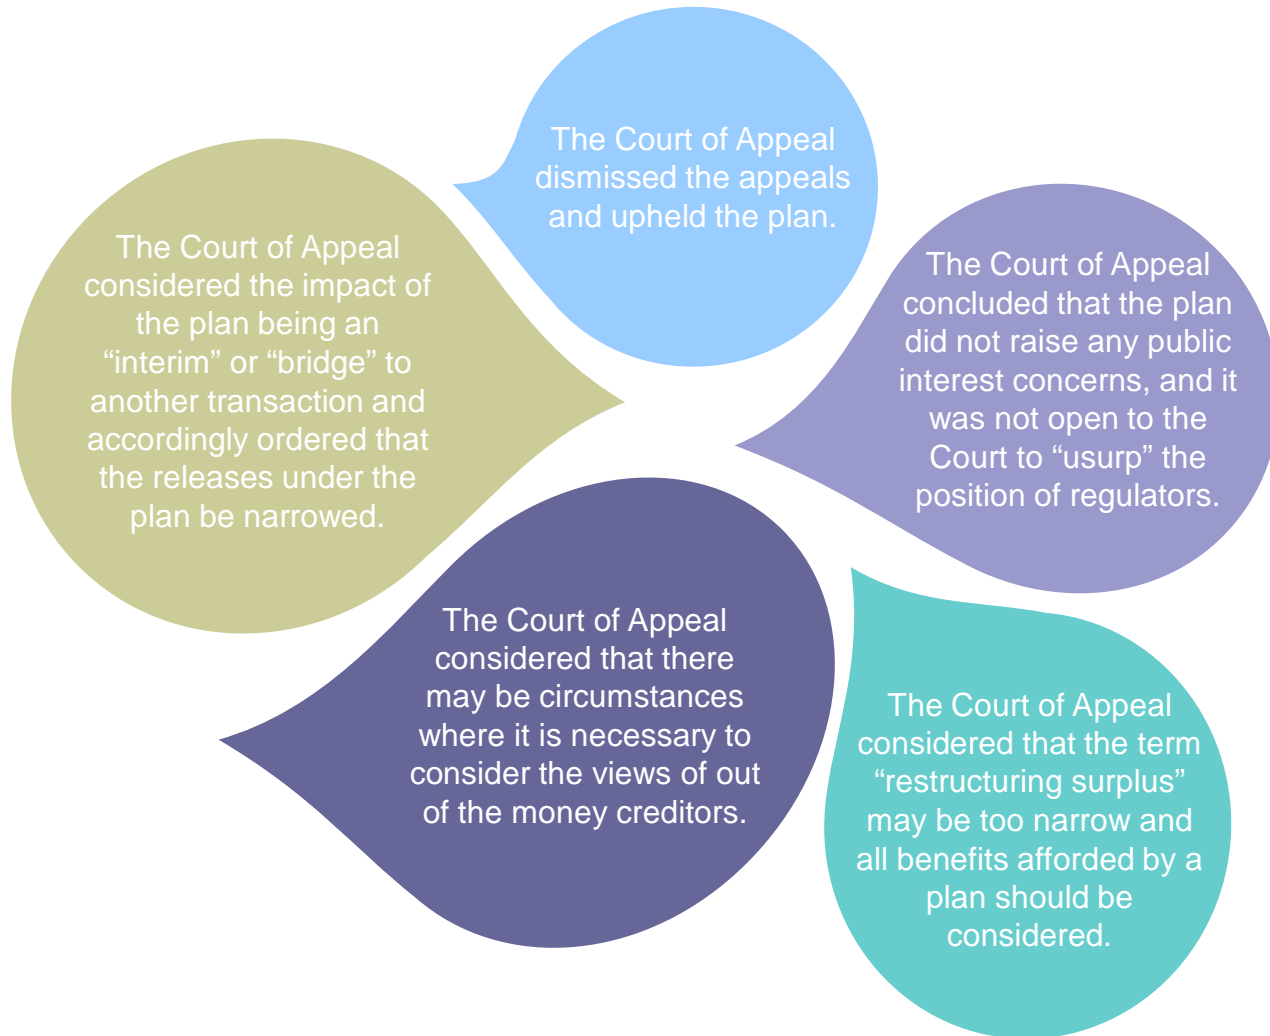 The Court of Appeal
dismissed the appeals
and upheld the plan.
The Court of Appeal
considered the impact of
the plan being an
“interim” or “bridge” to
another transaction and
accordingly ordered that
the releases under the
plan be narrowed.
The Court of Appeal
concluded that the plan
did not raise any public
interest concerns, and it
was not open to the
Court to “usurp” the
position of regulators.
The Court of Appeal
considered that there
may be circumstances
where it is necessary to
consider the views of out
of the money creditors.
The Court of Appeal
considered that the term
“restructuring surplus”
may be too narrow and
all benefits afforded by a
plan should be
considered.